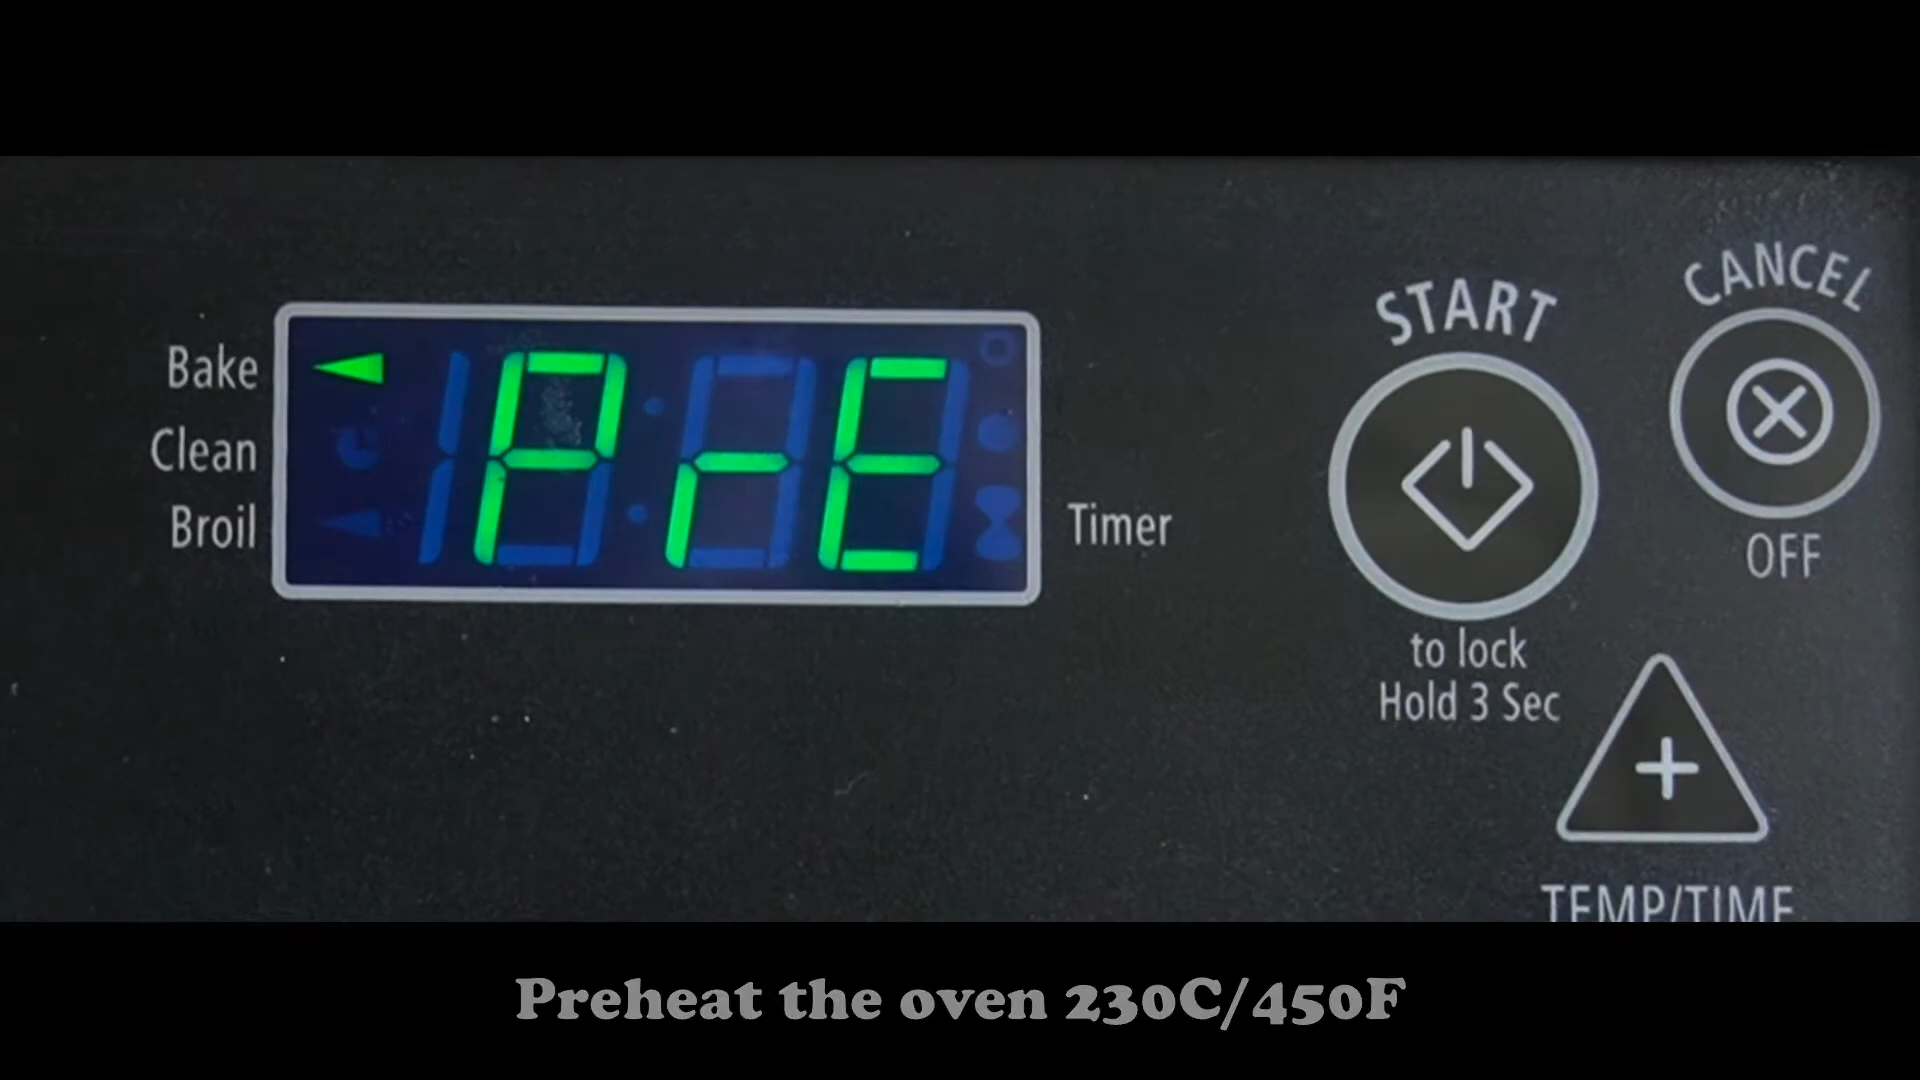 CANCEL
START
Bake
PrE
Clean
Broil
Timer
OFF
to lock
Hold 3 Sec
TEMP/TIME
Preheat the oven 230C/450F